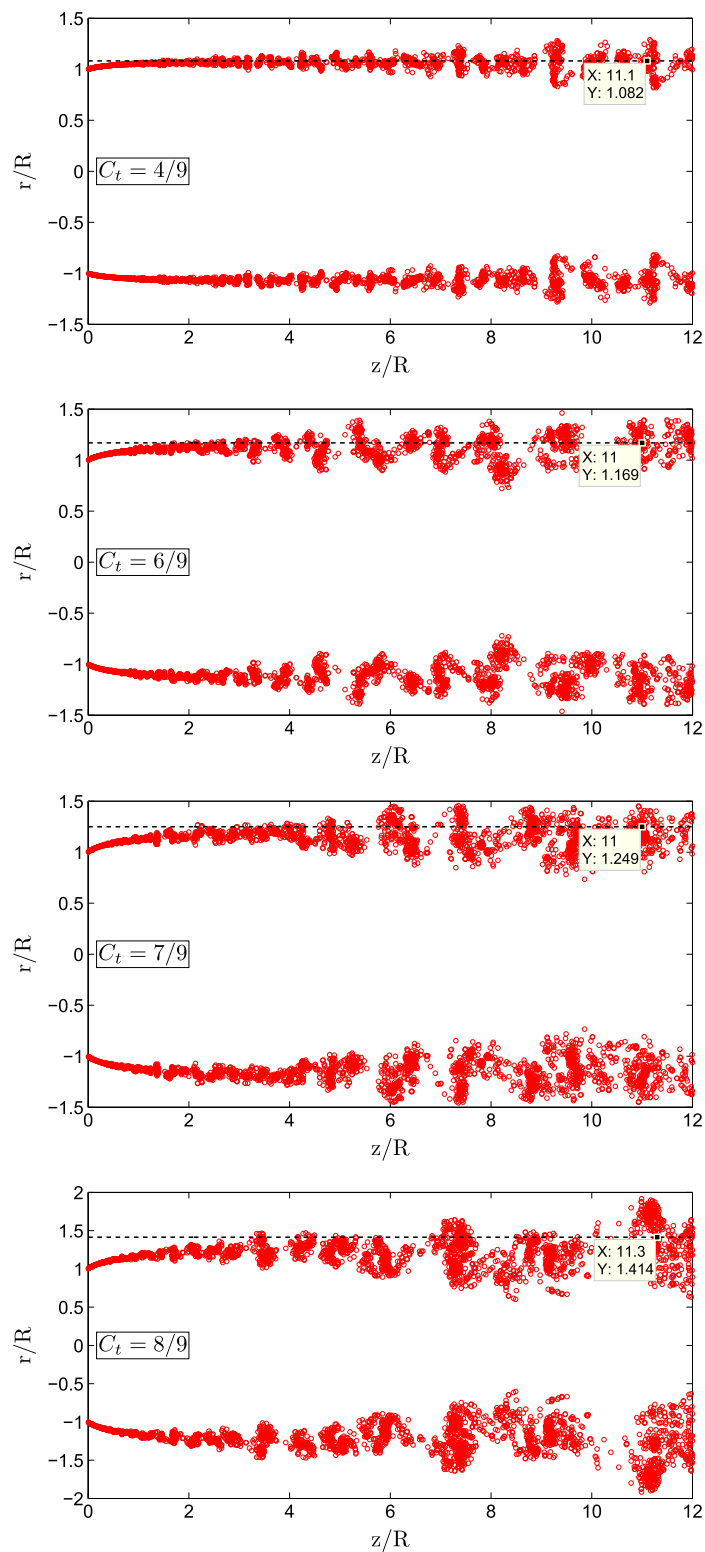 1.5
1
0.5
0
−0.5
−1
−1.5
r/R
C_t = 4/9
X: 11.1
Y: 1.082
0 2 4 6 8 10 12
z/R
1.5
1
0.5
0
−0.5
−1
−1.5
r/R
C_t = 6/9
X: 11
Y: 1.169
0 2 4 6 8 10 12
z/R
1.5
1
0.5
0
−0.5
−1
−1.5
r/R
C_t = 7/9
X: 11
Y: 1.249
0 2 4 6 8 10 12
z/R
2
1.5
1
0.5
0
−0.5
−1
−1.5
−2
r/R
C_t = 8/9
X: 11.3
Y: 1.414
0 2 4 6 8 10 12
z/R